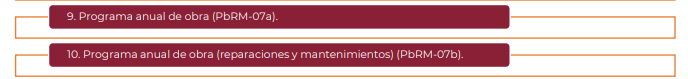 9. Programa anual de obra (PbRM-07a).
10. Programa anual de obra (reparaciones y mantenimientos) (PbRM-07b).